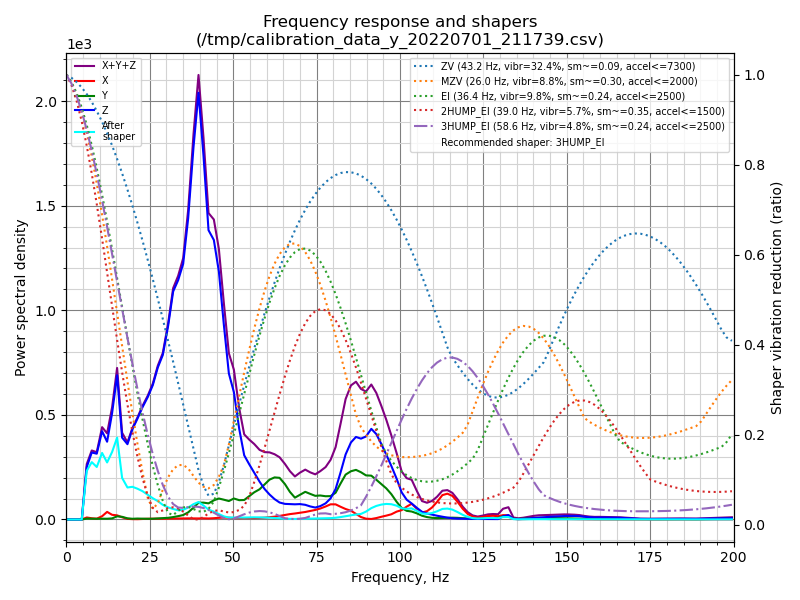 Frequency response and shapers
(/tmp/calibration_data_y_20220701_211739.csv)
1e3
X+Y+Z
X
Y
Z
After
shaper
ZV (43.2 Hz, vibr=32.4%, sm~=0.09, accel<=7300)
MZV (26.0 Hz, vibr=8.8%, sm~=0.30, accel<=2000)
EI (36.4 Hz, vibr=9.8%, sm~=0.24, accel<=2500)
2HUMP_EI (39.0 Hz, vibr=5.7%, sm~=0.35, accel<=1500)
3HUMP_EI (58.6 Hz, vibr=4.8%, sm~=0.24, accel<=2500)
Recommended shaper: 3HUMP_EI
Power spectral density
2.0
1.5
1.0
0.5
0.0
1.0
0.8
0.6
0.4
0.2
0.0
Shaper vibration reduction (ratio)
0 25 50 75 100 125 150 175 200
Frequency, Hz